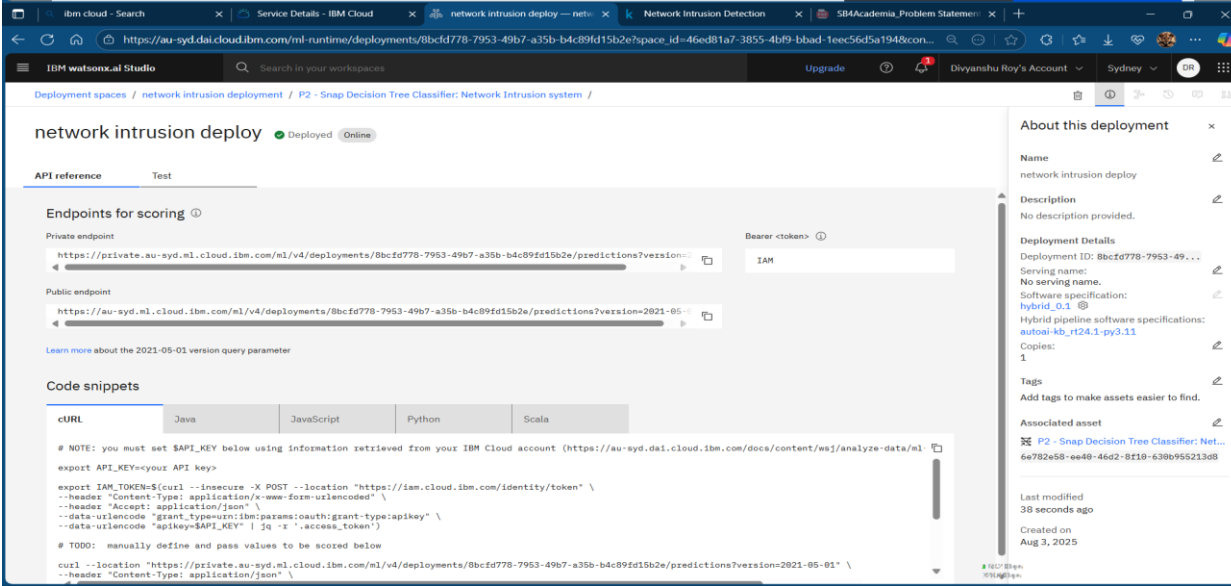 ibm cloud - Search
Service Details - IBM Cloud
network intrusion deploy — netw
Network Intrusion Detection
SB4Academia_Problem Statement
https://au-syd.dai.cloud.ibm.com/ml-runtime/deployments/8bcfd778-7953-49b7-a35b-b4c89fd15b2e?space_id=46ed81a7-3855-4bf9-bbad-1eec56d5a194&con...
IBM watsonx.ai Studio
Search in your workspaces
Upgrade
1
Divyanshu Roy's Account
Sydney
DR
Deployment spaces / network intrusion deployment / P2 - Snap Decision Tree Classifier: Network Intrusion system /
network intrusion deploy
Deployed
Online
API reference
Test
Endpoints for scoring
Private endpoint
https://private.au-syd.ml.cloud.ibm.com/ml/v4/deployments/8bcfd778-7953-49b7-a35b-b4c89fd15b2e/predictions?version=2
Bearer <token>
IAM
Public endpoint
https://au-syd.ml.cloud.ibm.com/ml/v4/deployments/8bcfd778-7953-49b7-a35b-b4c89fd15b2e/predictions?version=2021-05-0
Learn more about the 2021-05-01 version query parameter
Code snippets
cURL
Java
JavaScript
Python
Scala
# NOTE: you must set $API_KEY below using information retrieved from your IBM Cloud account (https://au-syd.dai.cloud.ibm.com/docs/content/wsj/analyze-data/ml-
export API_KEY=<your API key>
export IAM_TOKEN=$(curl --insecure -X POST --location "https://iam.cloud.ibm.com/identity/token" \
--header "Content-Type: application/x-www-form-urlencoded" \
--header "Accept: application/json" \
--data-urlencode "grant_type=urn:ibm:params:oauth:grant-type:apikey" \
--data-urlencode "apikey=$API_KEY" | jq -r '.access_token')
# TODO: manually define and pass values to be scored below
curl --location "https://private.au-syd.ml.cloud.ibm.com/ml/v4/deployments/8bcfd778-7953-49b7-a35b-b4c89fd15b2e/predictions?version=2021-05-01" \
--header "Content-Type: application/json" \
About this deployment
Name
network intrusion deploy
Description
No description provided.
Deployment Details
Deployment ID: 8bcfd778-7953-49...
Serving name:
No serving name.
Software specification:
hybrid_0.1
Hybrid pipeline software specifications:
autoai-kb_rt24.1-py3.11
Copies:
1
Tags
Add tags to make assets easier to find.
Associated asset
P2 - Snap Decision Tree Classifier: Net...
6e782e58-ee40-46d2-8f10-630b955213d8
Last modified
38 seconds ago
Created on
Aug 3, 2025